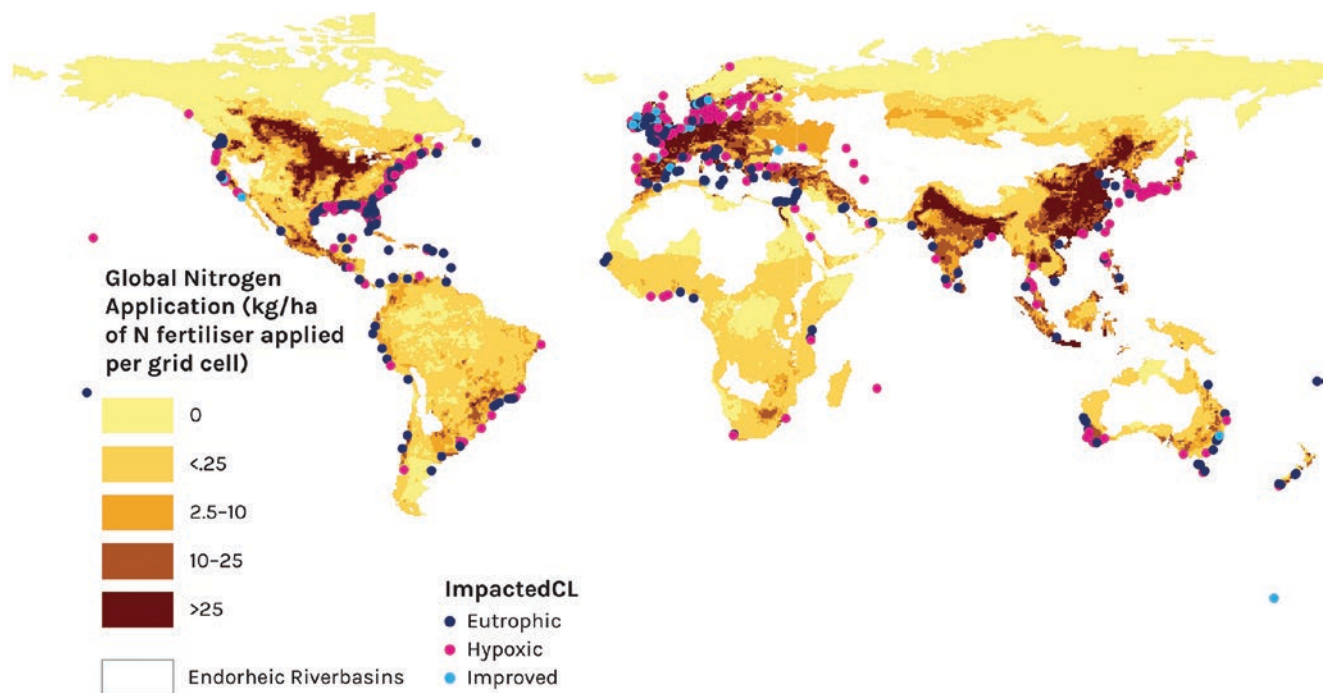 Global Nitrogen
Application (kg/ha
of N fertiliser applied
per grid cell)
0
<.25
2.5–10
10–25
>25
Endorheic Riverbasins
ImpactedCL
Eutrophic
Hypoxic
Improved